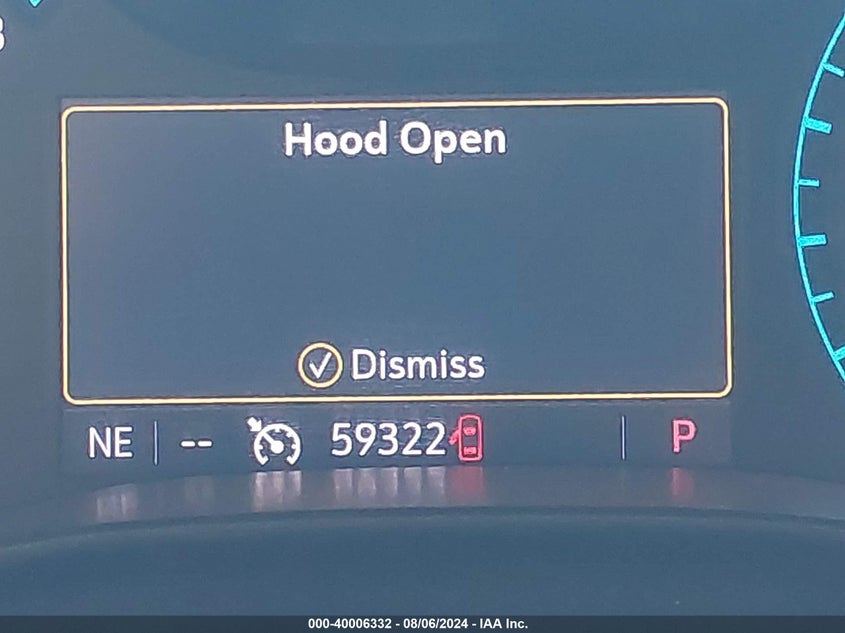 Hood Open
Dismiss
NE -- 59322 P
000-40006332 - 08/06/2024 - IAA Inc.